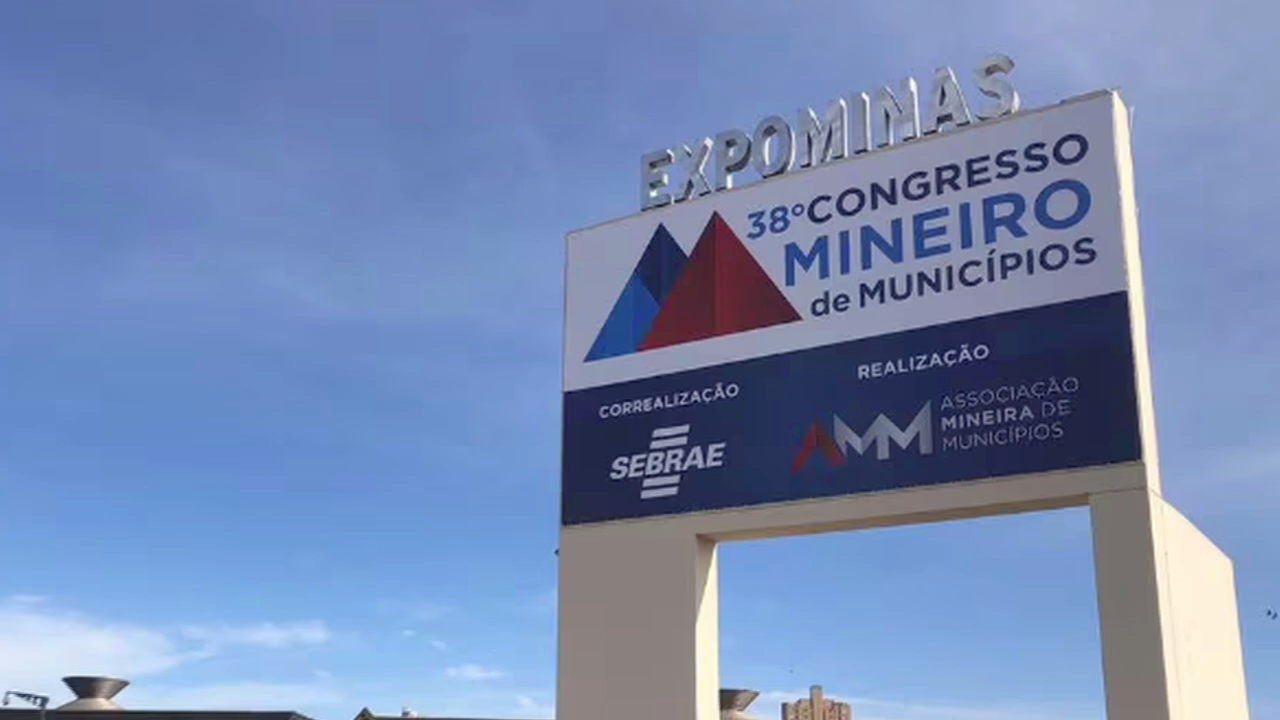 EXPOMINAS
38º CONGRESSO
MINEIRO
de MUNICÍPIOS
CORREALIZAÇÃO
SEBRAE
REALIZAÇÃO
AMM
ASSOCIAÇÃO
MINEIRA DE
MUNICÍPIOS